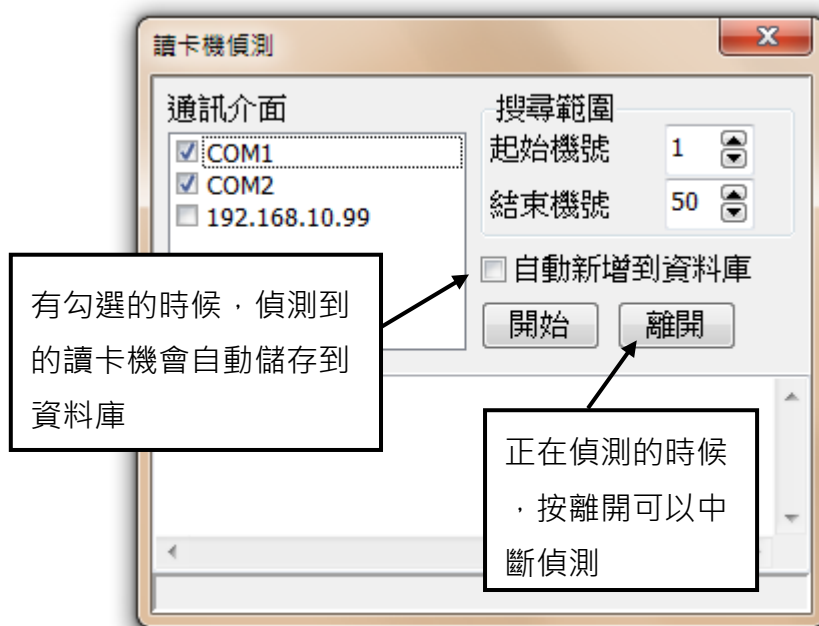 讀卡機偵測
通訊介面
COM1
COM2
192.168.10.99
搜尋範圍
起始機號 1
結束機號 50
自動新增到資料庫
開始 離開
有勾選的時候，偵測到
的讀卡機會自動儲存到
資料庫
正在偵測的時候
，按離開可以中
斷偵測